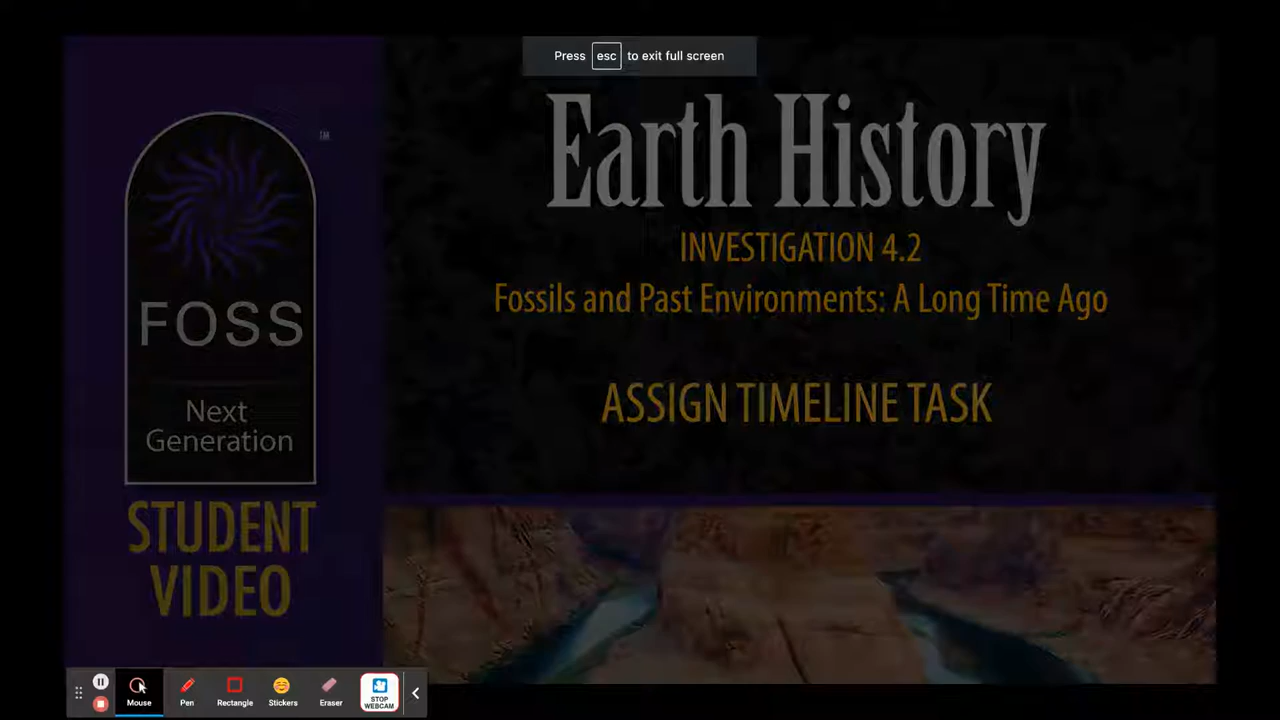 Press esc to exit full screen
Earth History
INVESTIGATION 4.2
Fossils and Past Environments: A Long Time Ago
ASSIGN TIMELINE TASK
TM
FOSS
Next
Generation
STUDENT
VIDEO
Mouse
Pen
Rectangle
Stickers
Eraser
STOP
WEBCAM